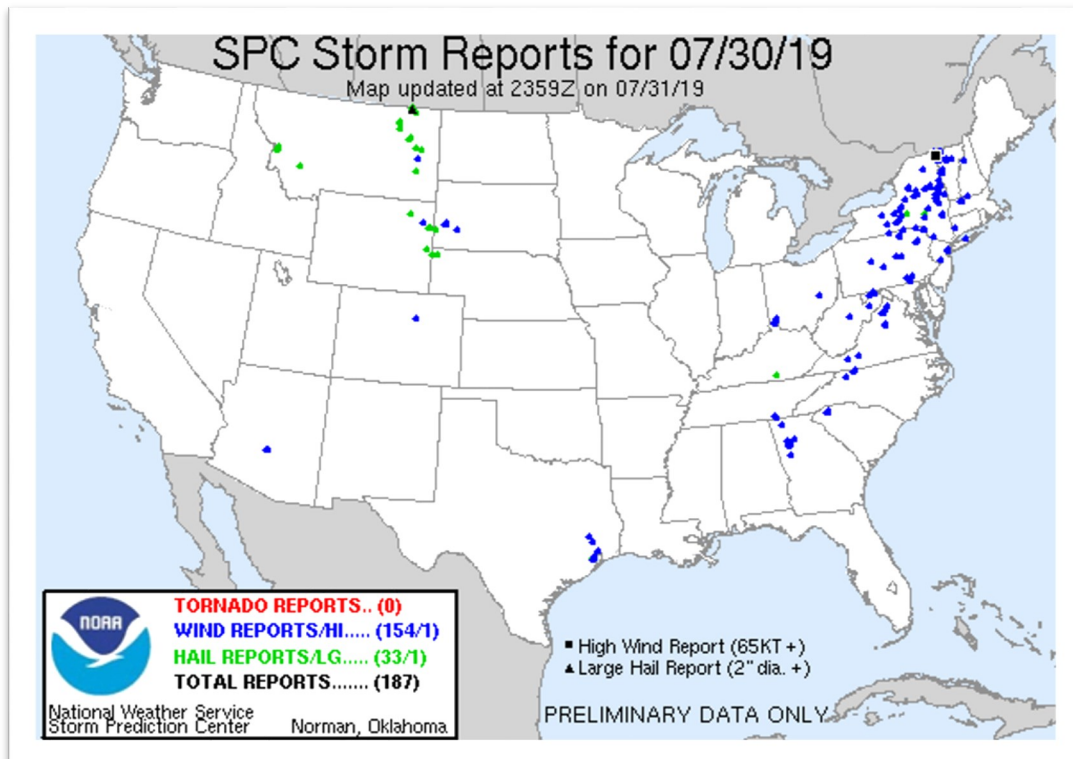 SPC Storm Reports for 07/30/19
Map updated at 2359Z on 07/31/19
NOAA
TORNADO REPORTS.. (0)
WIND REPORTS/HI..... (154/1)
HAIL REPORTS/LG..... (33/1)
TOTAL REPORTS....... (187)
National Weather Service
Storm Prediction Center Norman, Oklahoma
High Wind Report (65KT +)
Large Hail Report (2" dia. +)
PRELIMINARY DATA ONLY